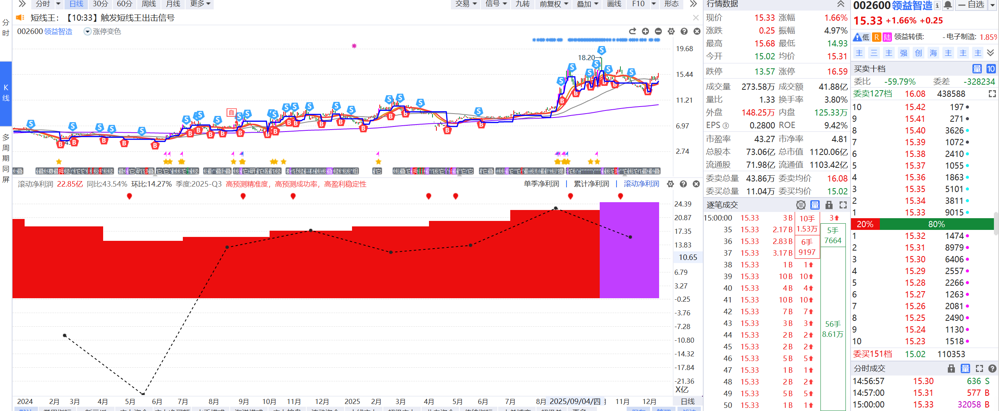 分时 日线 30分 60分 周线 月线 更多 交易 信号 九转 前复权 叠加 画线 F10 形态
短线王：【10:33】触发短线王出击信号
002600 领益智造 涨停变色
分时
K线
多周期同屏
19.68
18.20→
15.44
11.21
6.97
2.74
自
滚动净利润 22.85亿 同比:43.54% 环比:14.27% 季度:2025-Q3 高预测精准度，高预测成功率，高盈利稳定性 单季净利润 | 累计净利润 | 滚动净利润
24.39
20.87
17.35
13.83
10.65
6.79
3.27
-0.25
-3.76
-7.28
-10.80
-14.32
-17.84
-21.36
X亿
2024 2月 3月 4月 5月 6月 7月 8月 9月 10月 11月 12月 2025 2月 3月 4月 5月 6月 7月 8月 2025/09/04/四 11月 12月 日线
行情数据
现价 15.33 涨幅 1.66%
涨跌 0.25 振幅 4.97%
最高 15.68 最低 14.93
今开 15.02 均价 15.31
跌停 13.57 涨停 16.59
成交量 273.58万 成交额 41.88亿
量比 1.33 换手率 3.80%
外盘 148.25万 内盘 125.33万
EPS ③ 0.2800 ROE 9.42%
市盈率 43.27 市净率 4.81
总股本 73.06亿 总市值 1120.06亿
流通股 71.98亿 流通值 1103.42亿
委卖总量 43.86万 委卖均价 16.08
委买总量 11.04万 委买均价 15.02
逐笔成交 单 量
15:00:00 15.33 3 B 3
35 15.33 2.17 B
36 15.33 2.83 B
37 15.33 3.17 B
38 15.33 1 B 1
39 15.33 10 B 10
40 15.33 4 B 4
41 15.33 10 B 10
42 15.33 7 B 7
43 15.33 3 B 3
44 15.33 2 B 2
45 15.33 2 B 2
46 15.33 5 B 5
47 15.33 1 B 1
48 15.33 2 B 2
49 15.33 5 B 5
50 15.33 1 B 1
10手
1.53万
6手
9197
5手
7664
56手
8.61万
002600 领益智造 自选
15.33 +1.66% +0.25
低 R 陆 领益转债: - 电子制造: 1.85%
主 三 主 强 创 海 主 主 主
买卖十档 量 10
委比 -59.79% 委差 -328234
委卖127档 16.08 438588
10 15.42 197
9 15.41 271
8 15.40 3626
7 15.39 1072
6 15.38 2410
5 15.37 1055
4 15.36 1863
3 15.35 5101
2 15.34 3811
1 15.33 9015
20% 80%
1 15.32 1474
2 15.31 8979
3 15.30 6406
4 15.29 2557
5 15.28 2266
6 15.27 1263
7 15.26 2081
8 15.25 2490
9 15.24 1130
10 15.23 1518
委买151档 15.02 110353
分时成交 量
14:56:57 15.30 636 S
14:57:00 15.31 577 B
15:00:00 15.33 32058 B